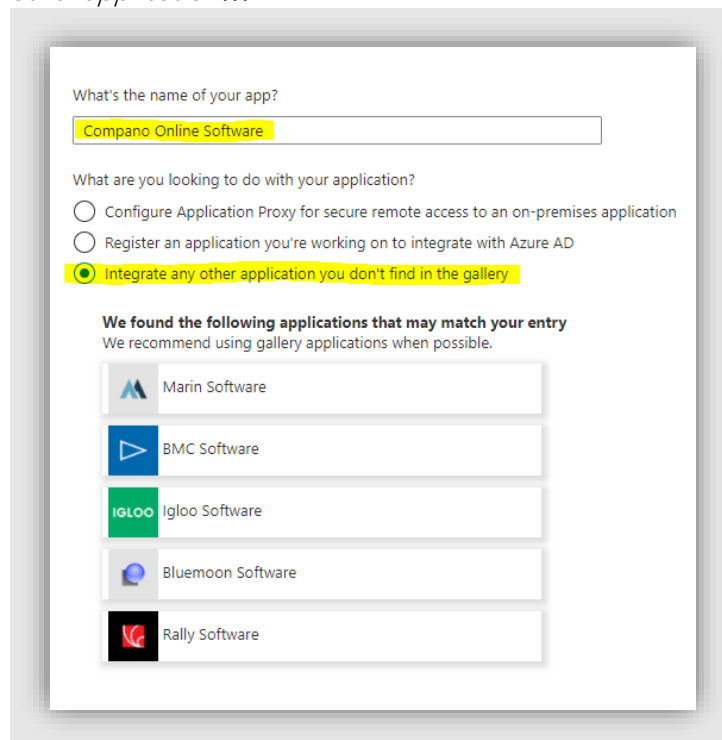 What's the name of your app?
Compano Online Software
What are you looking to do with your application?
Configure Application Proxy for secure remote access to an on-premises application
Register an application you're working on to integrate with Azure AD
Integrate any other application you don't find in the gallery
We found the following applications that may match your entry
We recommend using gallery applications when possible.
Marin Software
BMC Software
IGLOO Igloo Software
Bluemoon Software
Rally Software